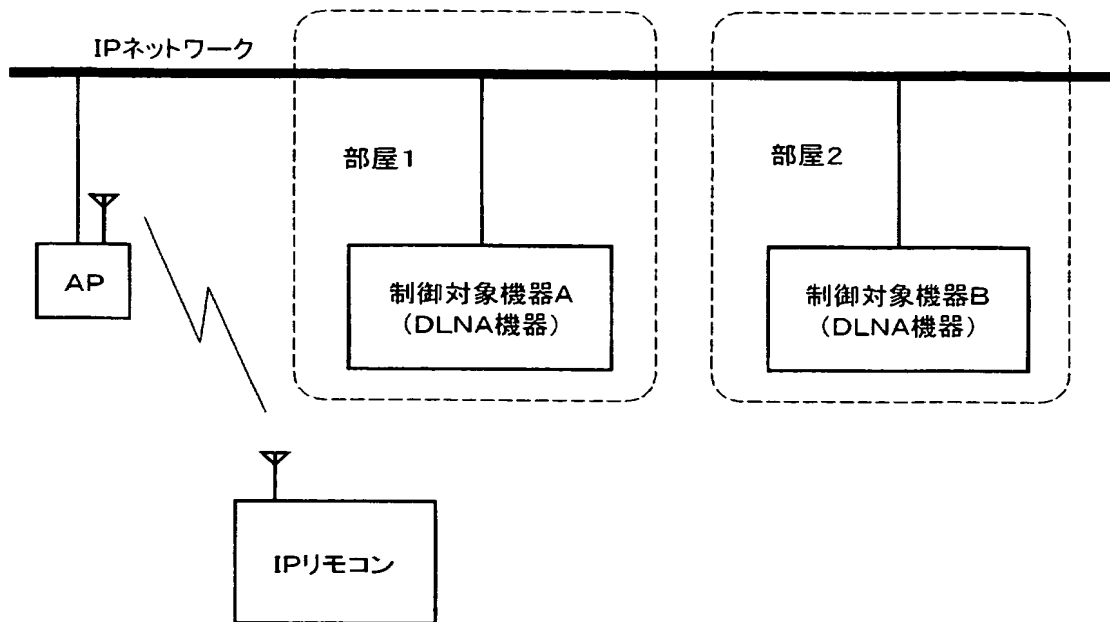 IPネットワーク
部屋1
部屋2
AP
制御対象機器A
(DLNA機器)
制御対象機器B
(DLNA機器)
IPリモコン